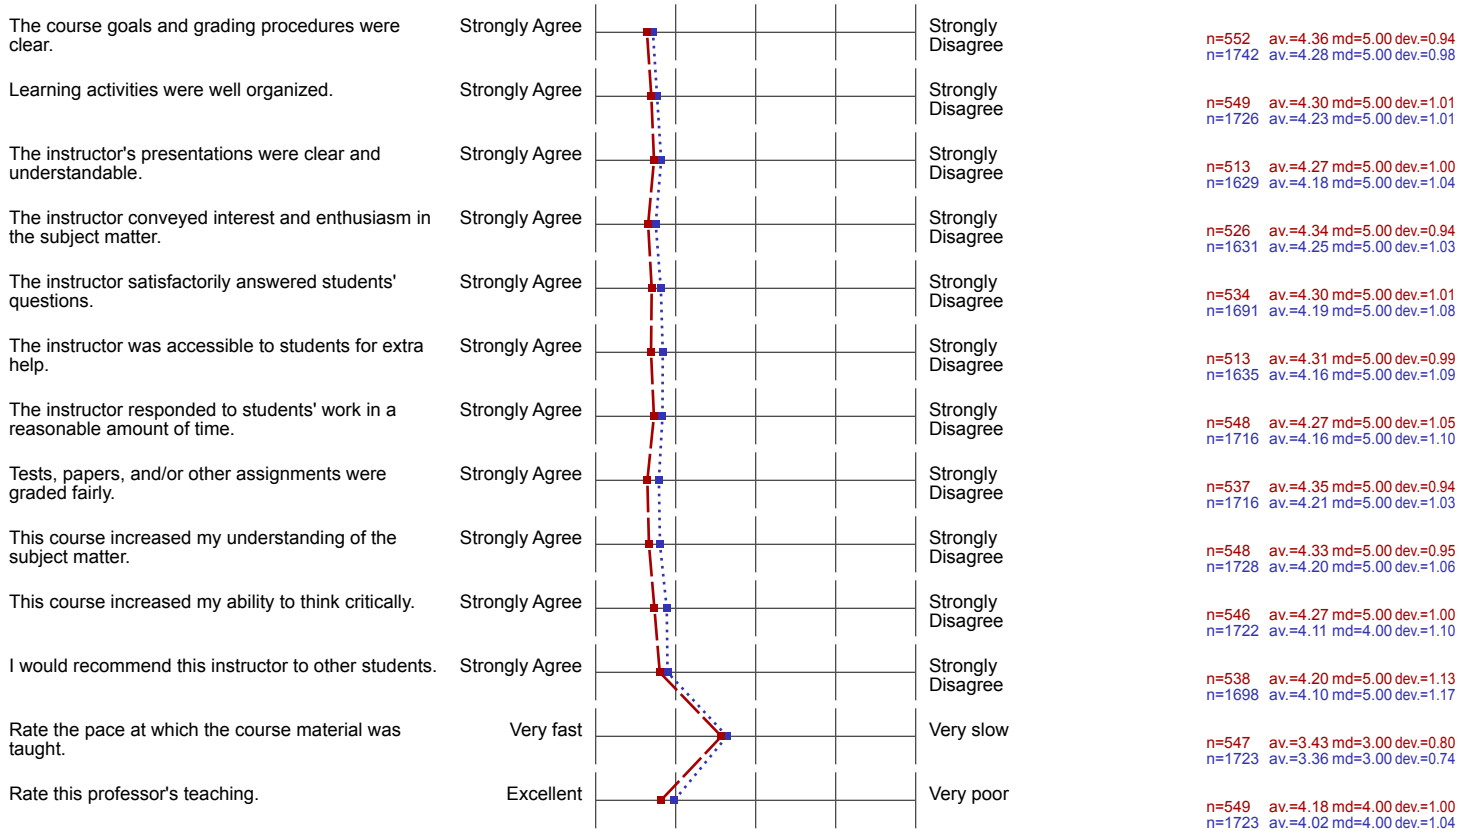 The course goals and grading procedures were
clear.
Strongly Agree
Strongly
Disagree
n=552 av.=4.36 md=5.00 dev.=0.94
n=1742 av.=4.28 md=5.00 dev.=0.98
Learning activities were well organized.
Strongly Agree
Strongly
Disagree
n=549 av.=4.30 md=5.00 dev.=1.01
n=1726 av.=4.23 md=5.00 dev.=1.01
The instructor's presentations were clear and
understandable.
Strongly Agree
Strongly
Disagree
n=513 av.=4.27 md=5.00 dev.=1.00
n=1629 av.=4.18 md=5.00 dev.=1.04
The instructor conveyed interest and enthusiasm in
the subject matter.
Strongly Agree
Strongly
Disagree
n=526 av.=4.34 md=5.00 dev.=0.94
n=1631 av.=4.25 md=5.00 dev.=1.03
The instructor satisfactorily answered students'
questions.
Strongly Agree
Strongly
Disagree
n=534 av.=4.30 md=5.00 dev.=1.01
n=1691 av.=4.19 md=5.00 dev.=1.08
The instructor was accessible to students for extra
help.
Strongly Agree
Strongly
Disagree
n=513 av.=4.31 md=5.00 dev.=0.99
n=1635 av.=4.16 md=5.00 dev.=1.09
The instructor responded to students' work in a
reasonable amount of time.
Strongly Agree
Strongly
Disagree
n=548 av.=4.27 md=5.00 dev.=1.05
n=1716 av.=4.16 md=5.00 dev.=1.10
Tests, papers, and/or other assignments were
graded fairly.
Strongly Agree
Strongly
Disagree
n=537 av.=4.35 md=5.00 dev.=0.94
n=1716 av.=4.21 md=5.00 dev.=1.03
This course increased my understanding of the
subject matter.
Strongly Agree
Strongly
Disagree
n=548 av.=4.33 md=5.00 dev.=0.95
n=1728 av.=4.20 md=5.00 dev.=1.06
This course increased my ability to think critically.
Strongly Agree
Strongly
Disagree
n=546 av.=4.27 md=5.00 dev.=1.00
n=1722 av.=4.11 md=4.00 dev.=1.10
I would recommend this instructor to other students.
Strongly Agree
Strongly
Disagree
n=538 av.=4.20 md=5.00 dev.=1.13
n=1698 av.=4.10 md=5.00 dev.=1.17
Rate the pace at which the course material was
taught.
Very fast
Very slow
n=547 av.=3.43 md=3.00 dev.=0.80
n=1723 av.=3.36 md=3.00 dev.=0.74
Rate this professor's teaching.
Excellent
Very poor
n=549 av.=4.18 md=4.00 dev.=1.00
n=1723 av.=4.02 md=4.00 dev.=1.04